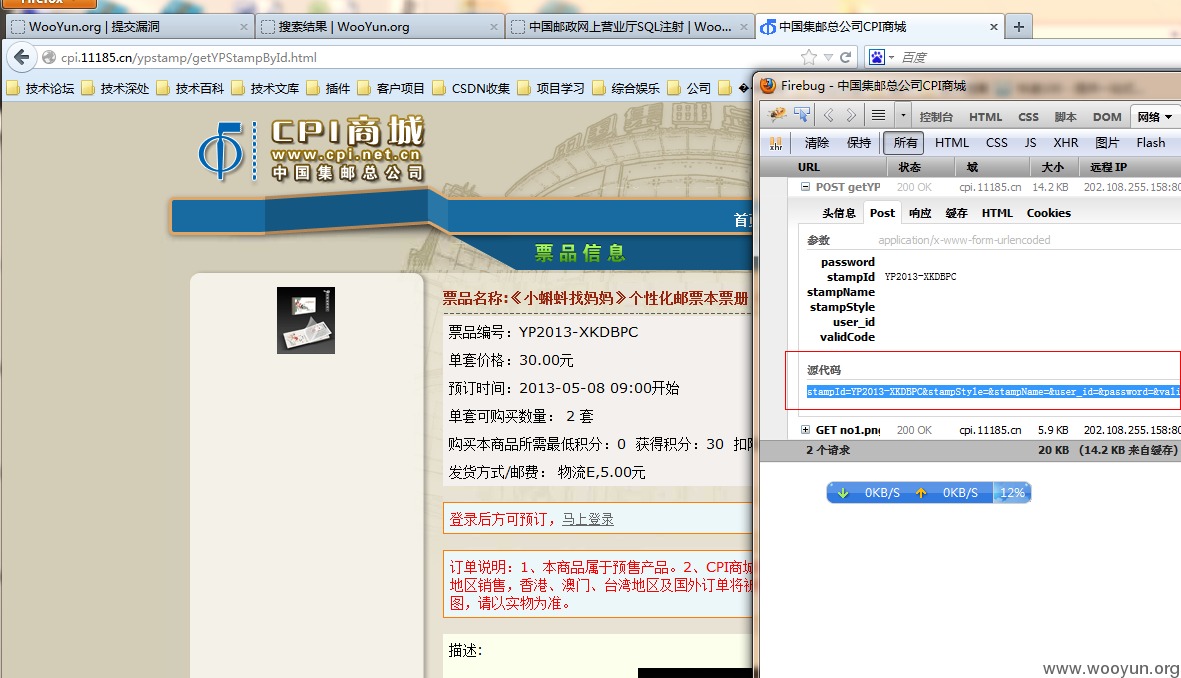 Firefox
WooYun.org | 提交漏洞
搜索结果 | WooYun.org
中国邮政网上营业厅SQL注射 | Woo...
中国集邮总公司CPI商城
cpi.11185.cn/ypstamp/getYPStampById.html
百度
技术论坛
技术深处
技术百科
技术文库
插件
客户项目
CSDN收集
项目学习
综合娱乐
公司
Firebug - 中国集邮总公司CPI商城
控制台
HTML
CSS
脚本
DOM
网络
清除
保持
所有
HTML
CSS
JS
XHR
图片
Flash
URL
状态
域
大小
远程 IP
POST getYP
200 OK
cpi.11185.cn
14.2 KB
202.108.255.158:80
头信息
Post
响应
缓存
HTML
Cookies
参数
application/x-www-form-urlencoded
password
stampId YP2013-XKDBPC
stampName
stampStyle
user_id
validCode
源代码
stampId=YP2013-XKDBPC&stampStyle=&stampName=&user_id=&password=&vali
GET no1.png
200 OK
cpi.11185.cn
5.9 KB
202.108.255.158:80
2 个请求
20 KB
(14.2 KB 来自缓存)
0KB/S
0KB/S
12%
CPI商城
www.cpi.net.cn
中国集邮总公司
首
票品信息
票品名称:《小蝌蚪找妈妈》个性化邮票本票册
票品编号：YP2013-XKDBPC
单套价格：30.00元
预订时间：2013-05-08 09:00开始
单套可购买数量： 2 套
购买本商品所需最低积分：0 获得积分：30 扣
发货方式/邮费： 物流E,5.00元
登录后方可预订，马上登录
订单说明：1、本商品属于预售产品。2、CPI商城
地区销售，香港、澳门、台湾地区及国外订单将被
图，请以实物为准。
描述:
www.wooyun.org